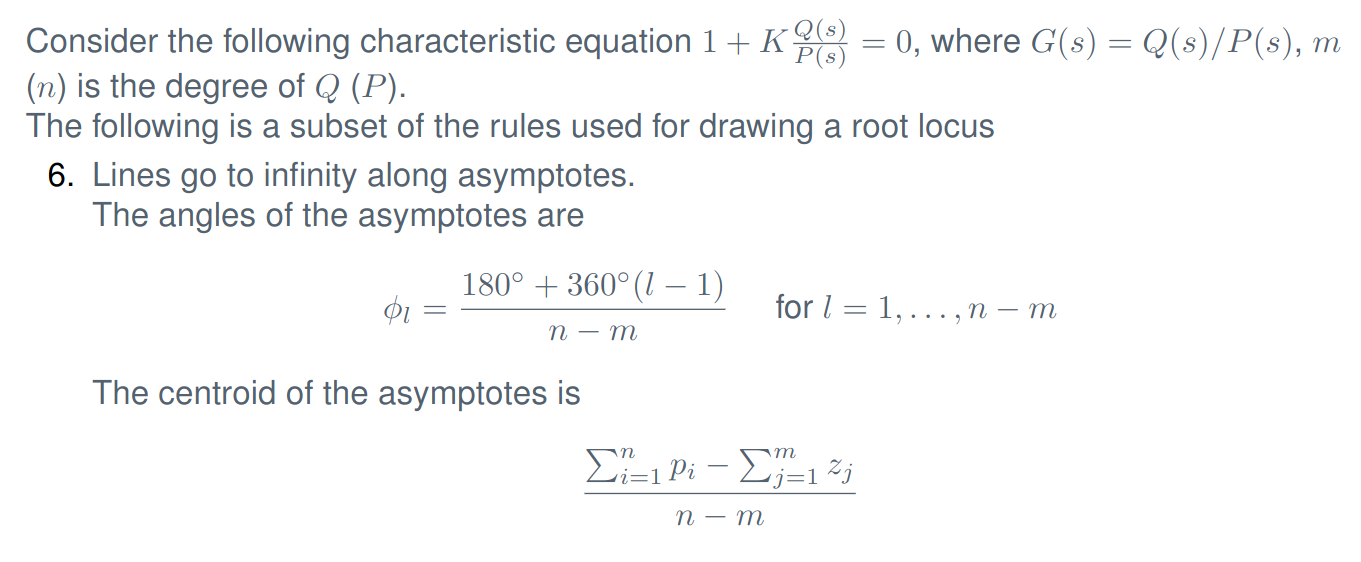 Consider the following characteristic equation $1 + K\frac{Q(s)}{P(s)} = 0$, where $G(s) = Q(s)/P(s)$, $m$
$(n)$ is the degree of $Q$ $(P)$.
The following is a subset of the rules used for drawing a root locus
6. Lines go to infinity along asymptotes.
The angles of the asymptotes are
$\phi_l = \frac{180^\circ + 360^\circ(l-1)}{n-m}$ for $l = 1, \ldots, n-m$
The centroid of the asymptotes is
$\frac{\sum_{i=1}^{n} p_i - \sum_{j=1}^{m} z_j}{n-m}$